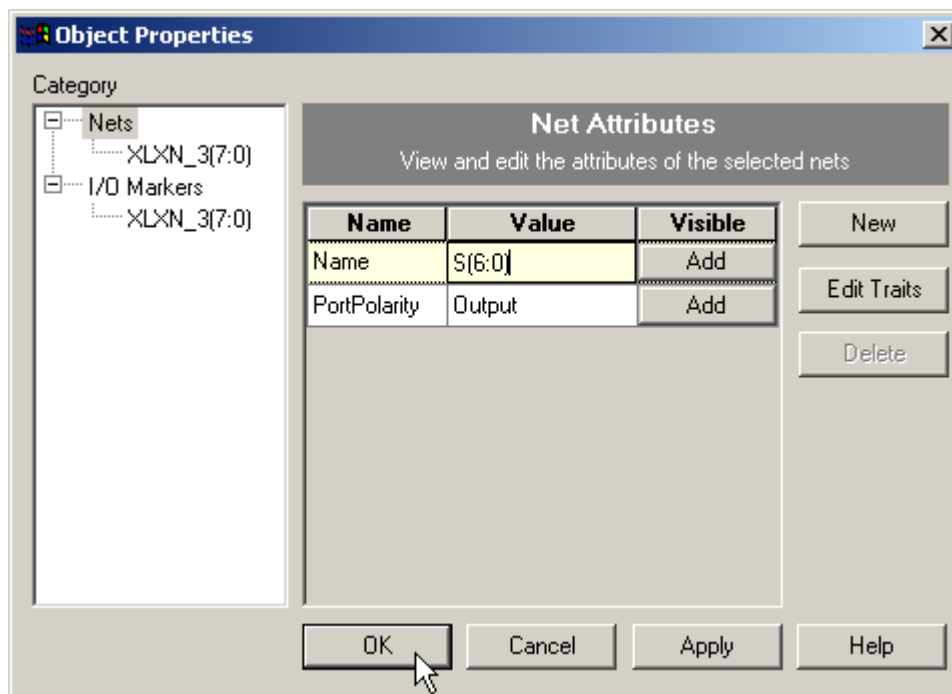 Object Properties
Category
Nets
XLXN_3(7:0)
I/O Markers
XLXN_3(7:0)
Net Attributes
View and edit the attributes of the selected nets
Name Value Visible
Name S(6:0) Add
PortPolarity Output Add
New
Edit Traits
Delete
OK Cancel Apply Help